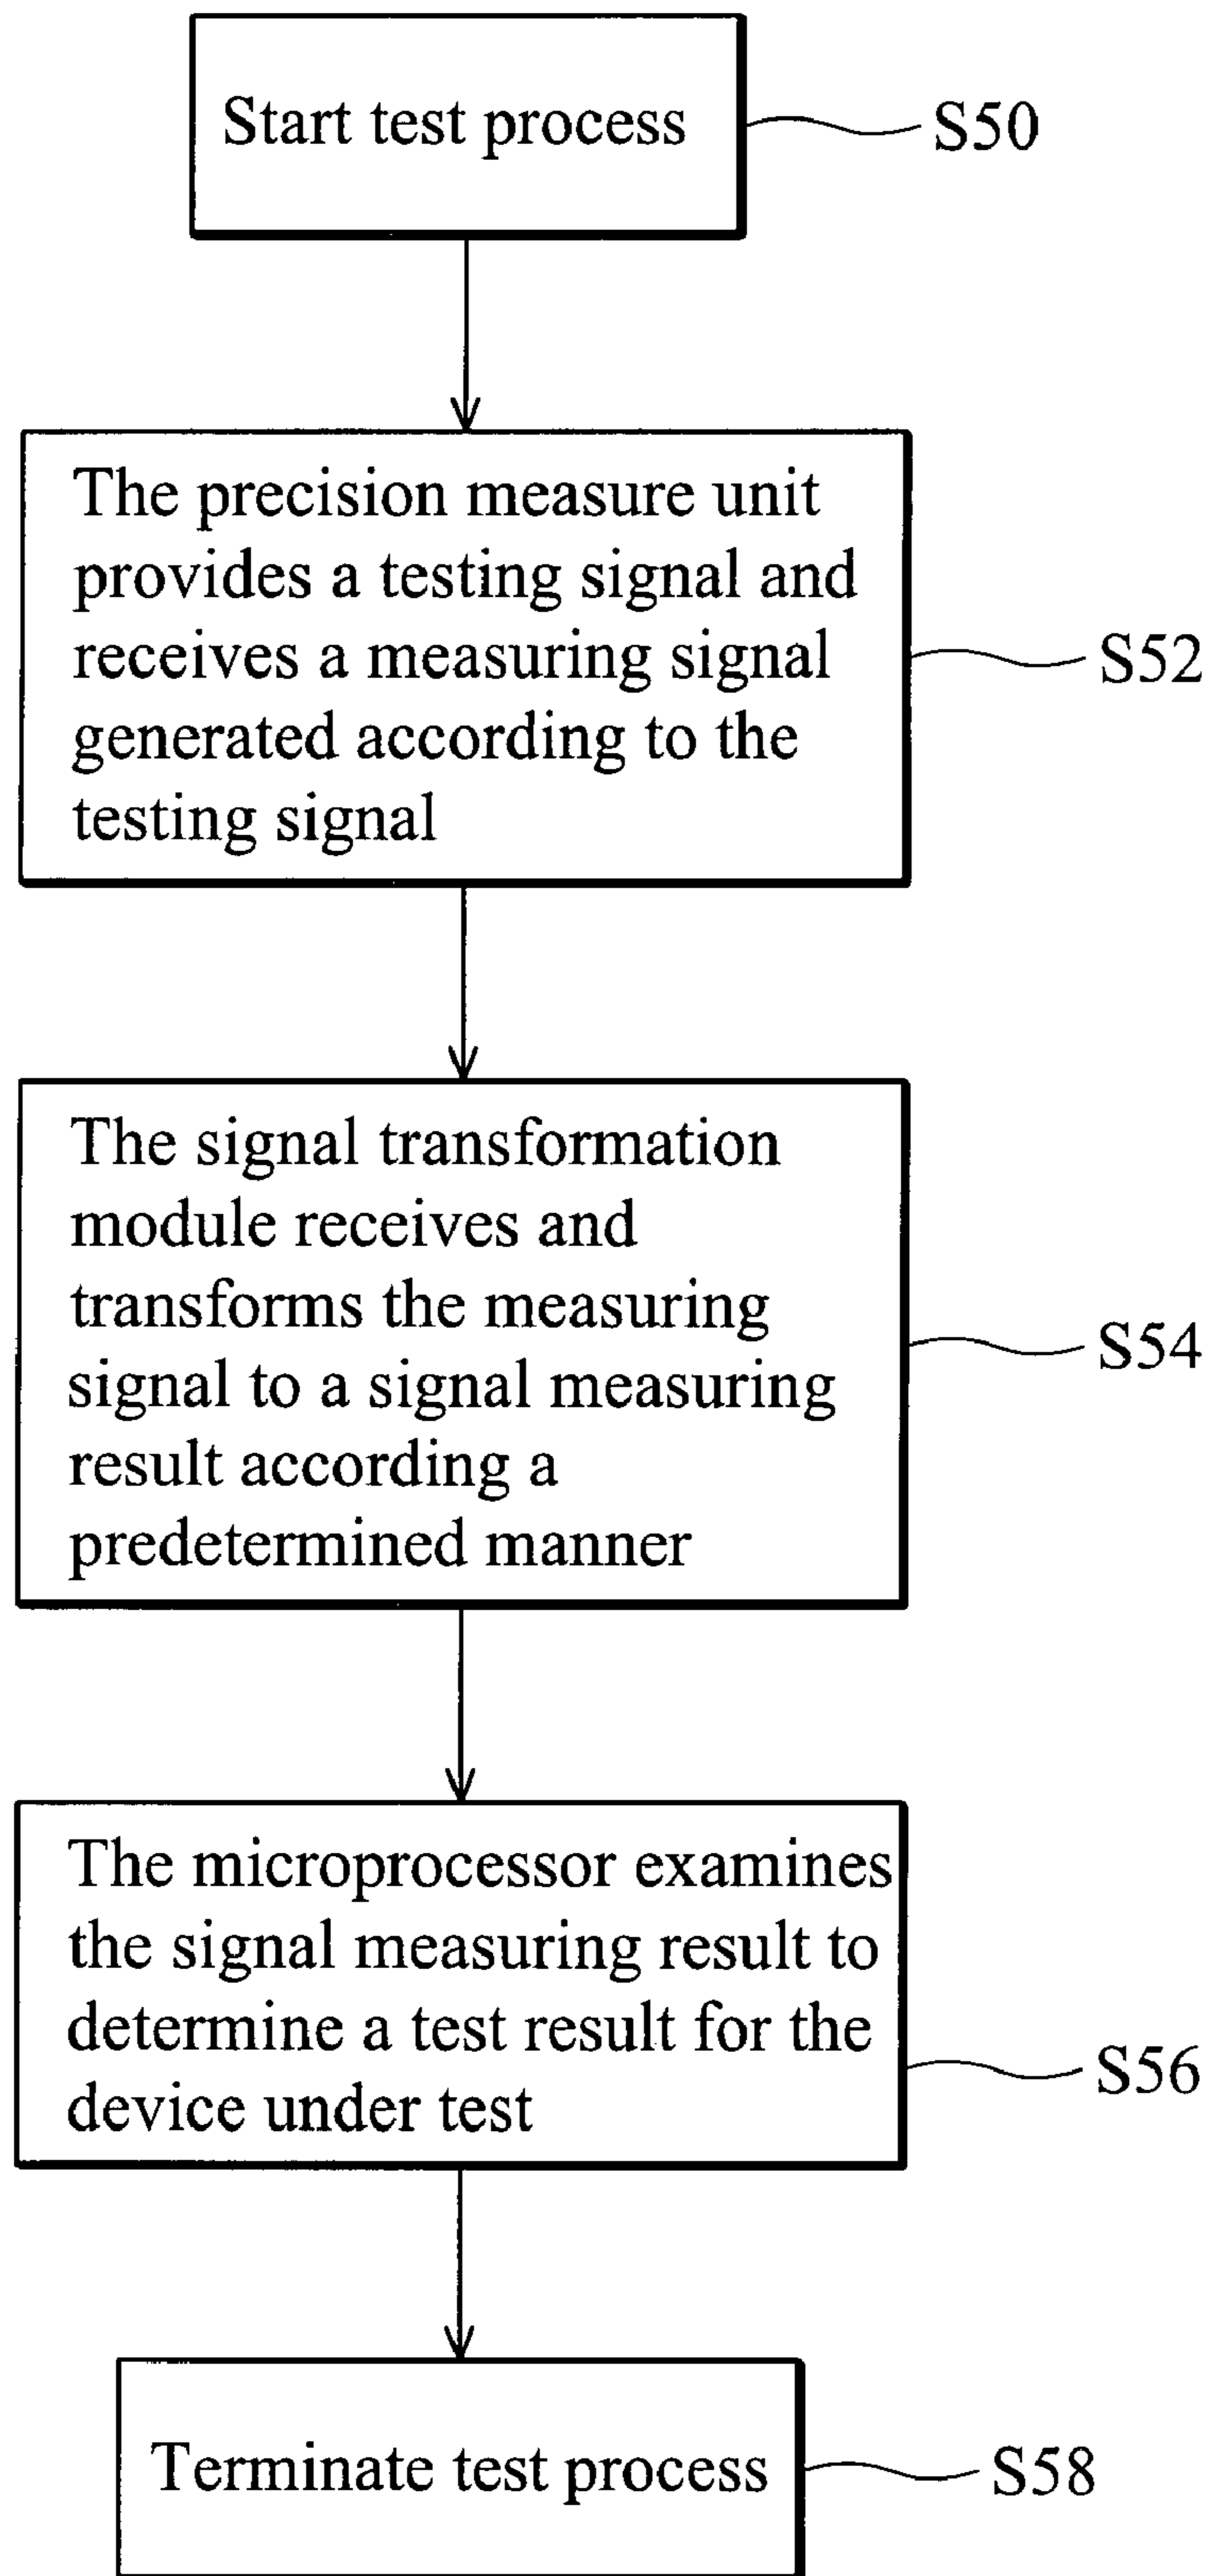 Start test process
S50
The precision measure unit
provides a testing signal and
receives a measuring signal
generated according to the
testing signal
S52
The signal transformation
module receives and
transforms the measuring
signal to a signal measuring
result according a
predetermined manner
S54
The microprocessor examines
the signal measuring result to
determine a test result for the
device under test
S56
Terminate test process
S58